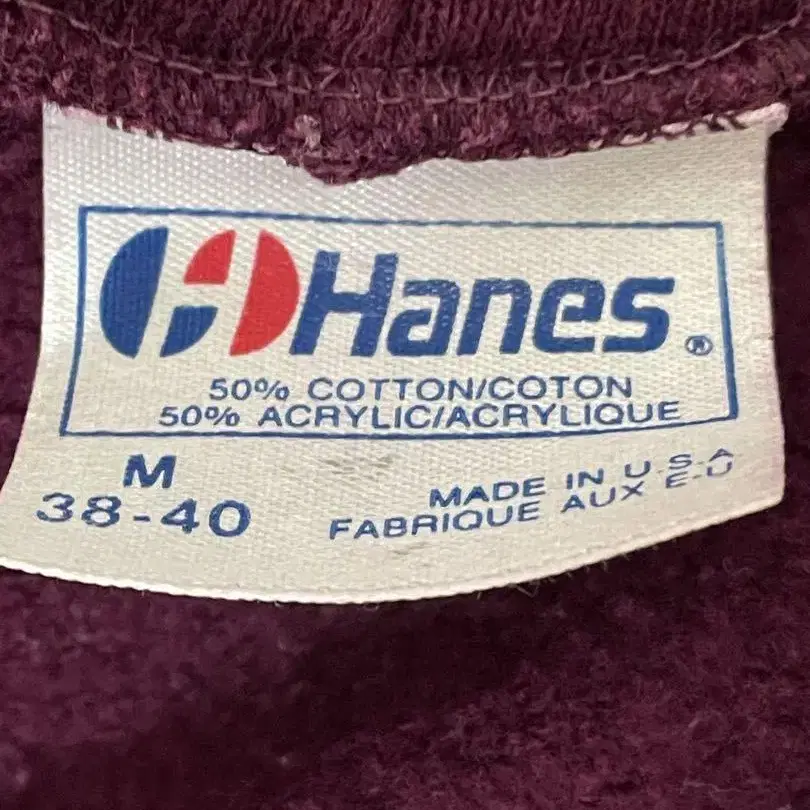 Hanes®
50% COTTON/COTON
50% ACRYLIC/ACRYLIQUE
M
38-40
MADE IN U.S.A
FABRIQUE AUX E-U